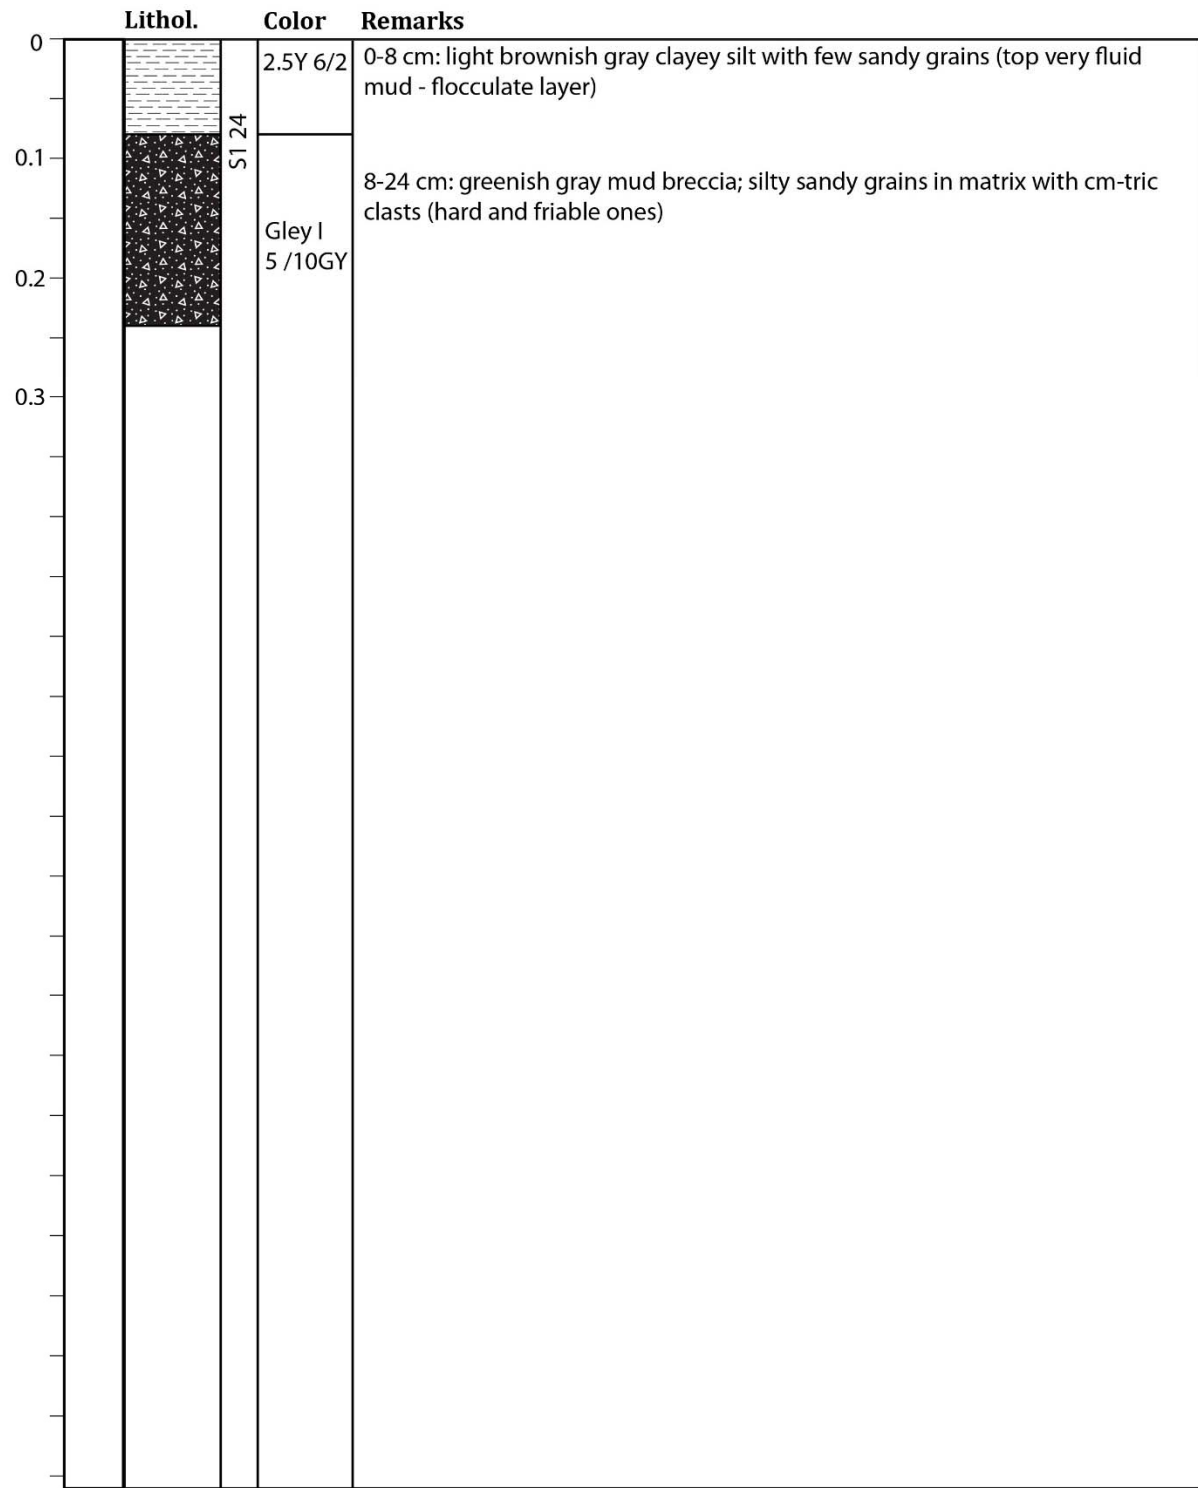 Lithol. Color Remarks
0
2.5Y 6/2
0-8 cm: light brownish gray clayey silt with few sandy grains (top very fluid
mud - flocculate layer)
S1 24
0.1
8-24 cm: greenish gray mud breccia; silty sandy grains in matrix with cm-tric
clasts (hard and friable ones)
Gley I
5 /10GY
0.2
0.3